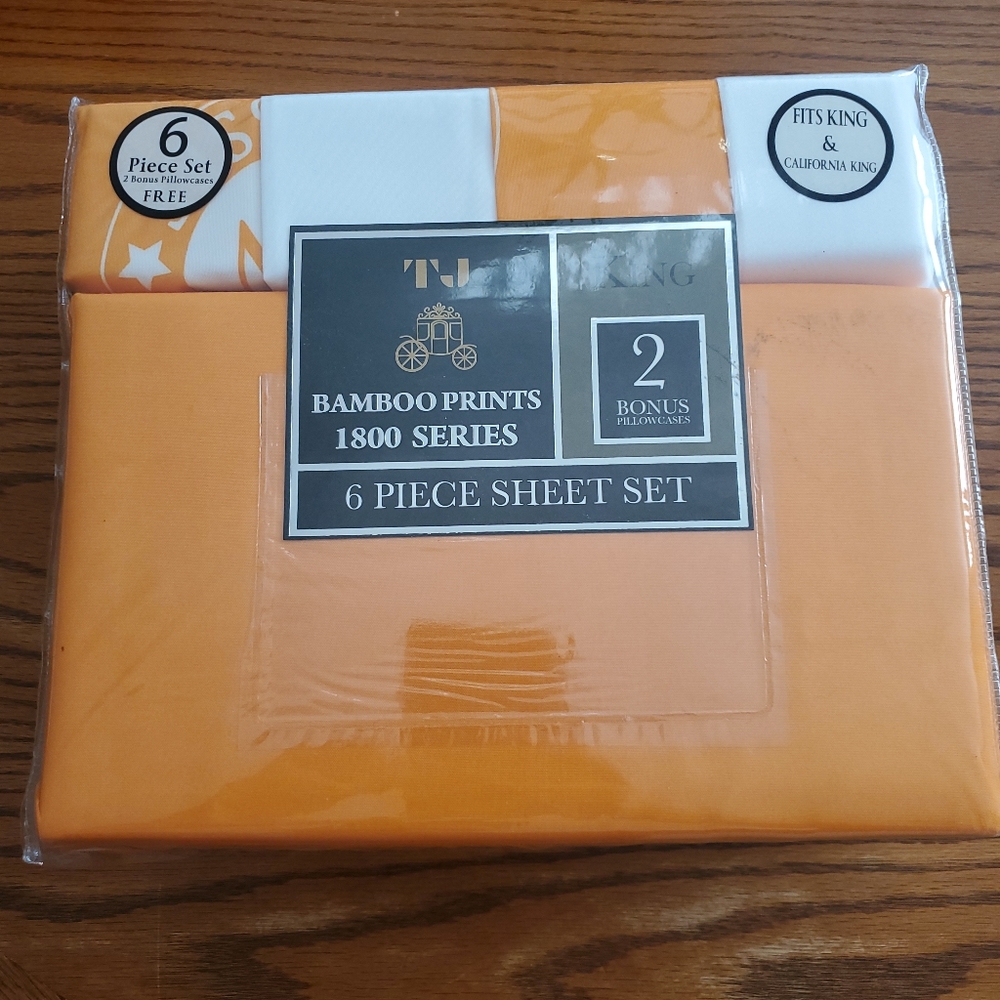 6
Piece Set
2 Bonus Pillowcases
FREE
FITS KING
&
CALIFORNIA KING
TJ
KING
BAMBOO PRINTS
1800 SERIES
2
BONUS
PILLOWCASES
6 PIECE SHEET SET